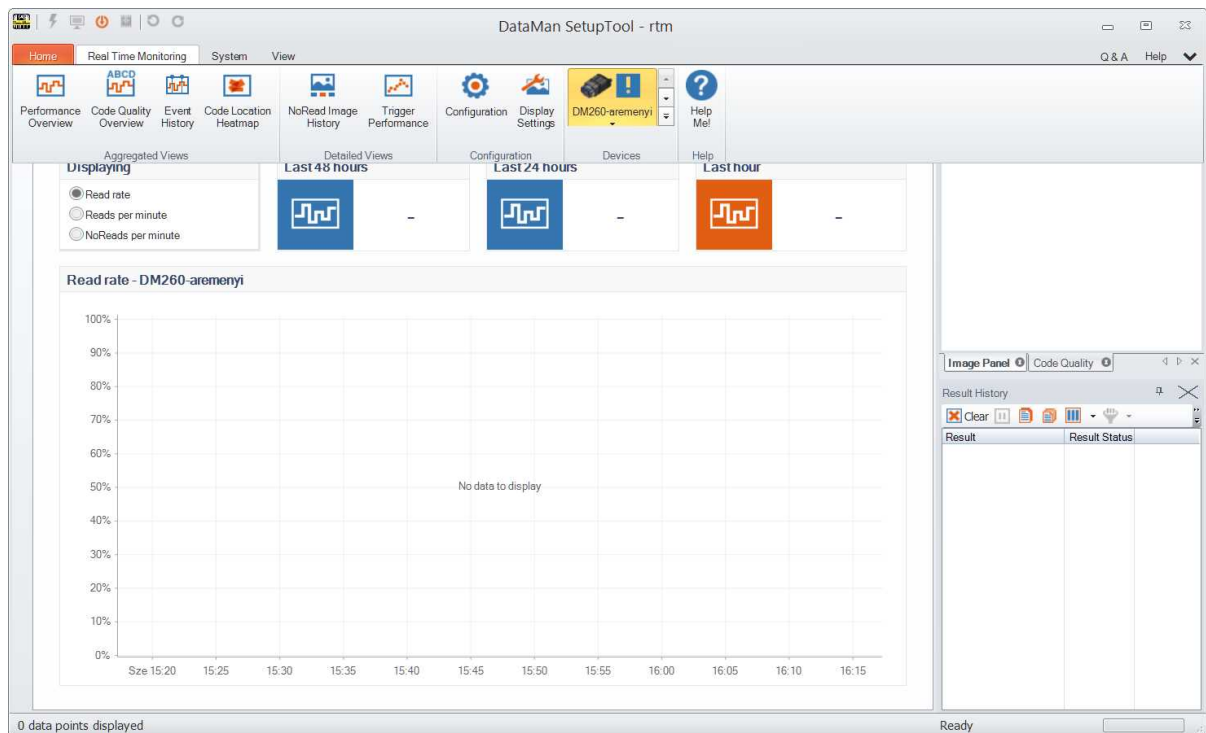 DataMan SetupTool - rtm
Home Real Time Monitoring System View Q & A Help
ABCD
Performance Overview
Code Quality Overview
Event History
Code Location Heatmap
NoRead Image History
Trigger Performance
Configuration
Display Settings
DM260-aremenyi
Help Me!
Aggregated Views Detailed Views Configuration Devices Help
Displaying Last 48 hours Last 24 hours Last hour
Read rate
Reads per minute
NoReads per minute
- - -
Read rate - DM260-aremenyi
100%
90%
80%
70%
60%
50%
40%
30%
20%
10%
0%
No data to display
Sze 15:20 15:25 15:30 15:35 15:40 15:45 15:50 15:55 16:00 16:05 16:10 16:15
Image Panel Code Quality
Result History
Clear
Result Result Status
0 data points displayed Ready